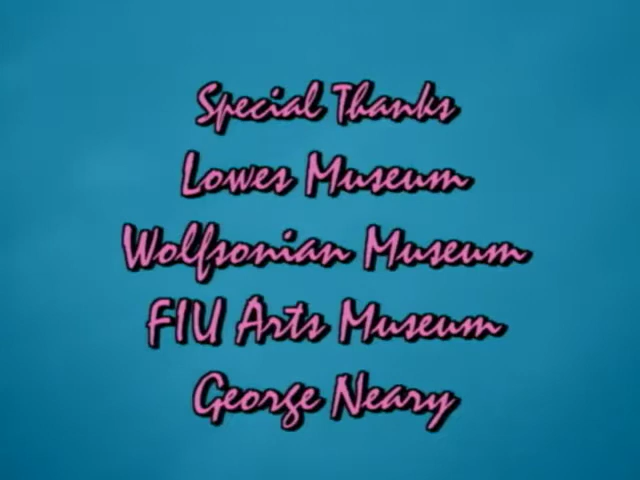 Special Thanks
Lowes Museum
Wolfsonian Museum
FIU Arts Museum
George Neary